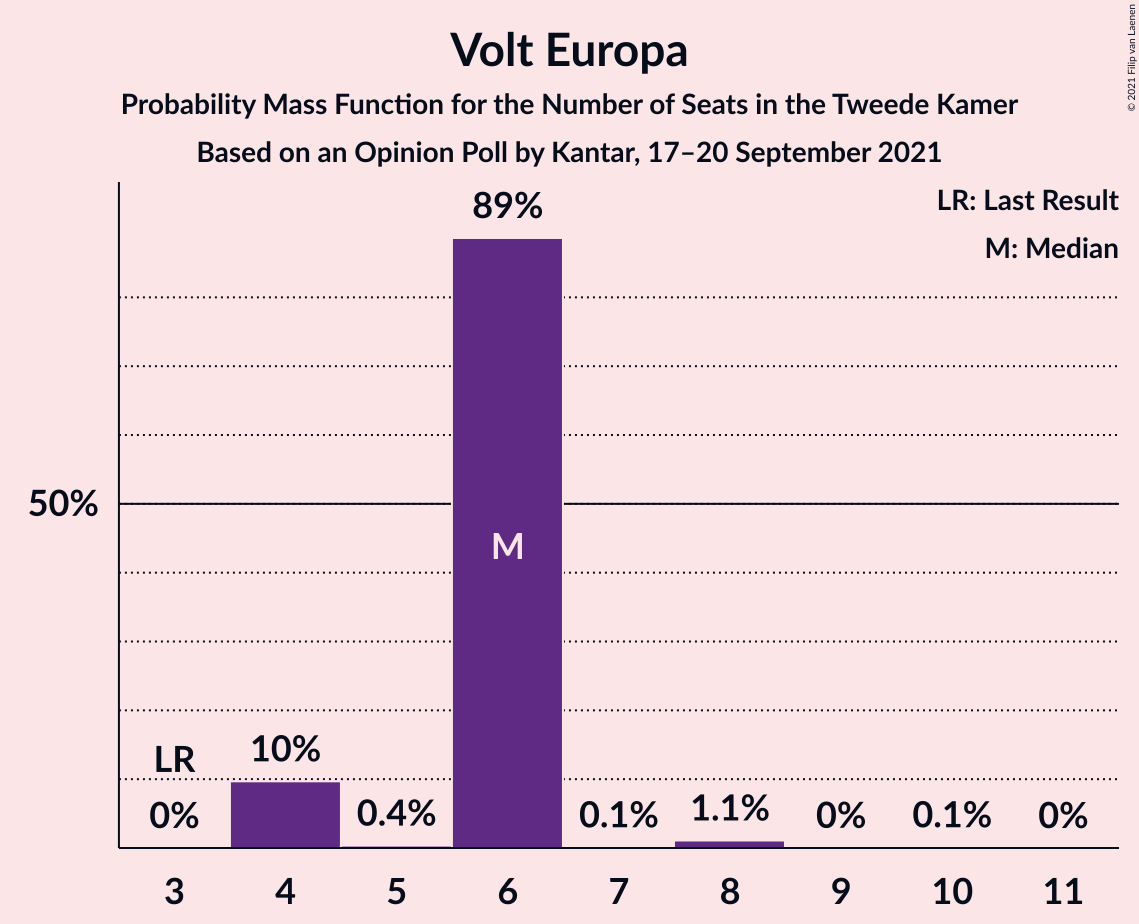 Volt Europa
Probability Mass Function for the Number of Seats in the Tweede Kamer
Based on an Opinion Poll by Kantar, 17–20 September 2021
© 2021 Filip van Laenen
LR: Last Result
M: Median
89%
50%
M
LR
10%
0%
0.4%
0.1%
1.1%
0%
0.1%
0%
3 4 5 6 7 8 9 10 11